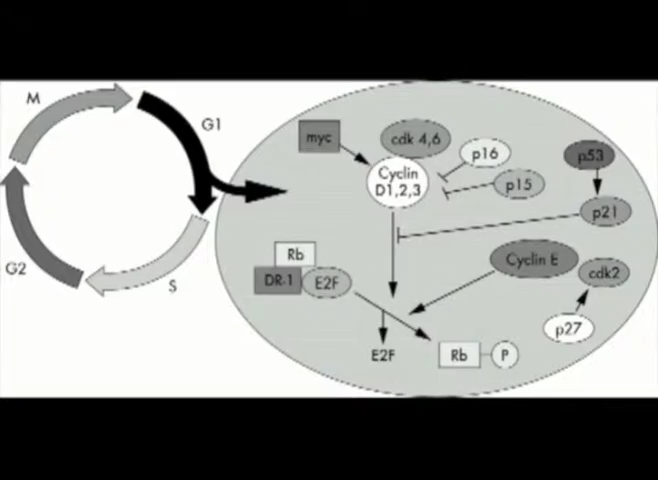 M
G1
G2
S
myc
cdk 4,6
Cyclin
D1,2,3
p16
p15
p53
p21
Rb
DR-1
E2F
Cyclin E
cdk2
p27
E2F
Rb
P